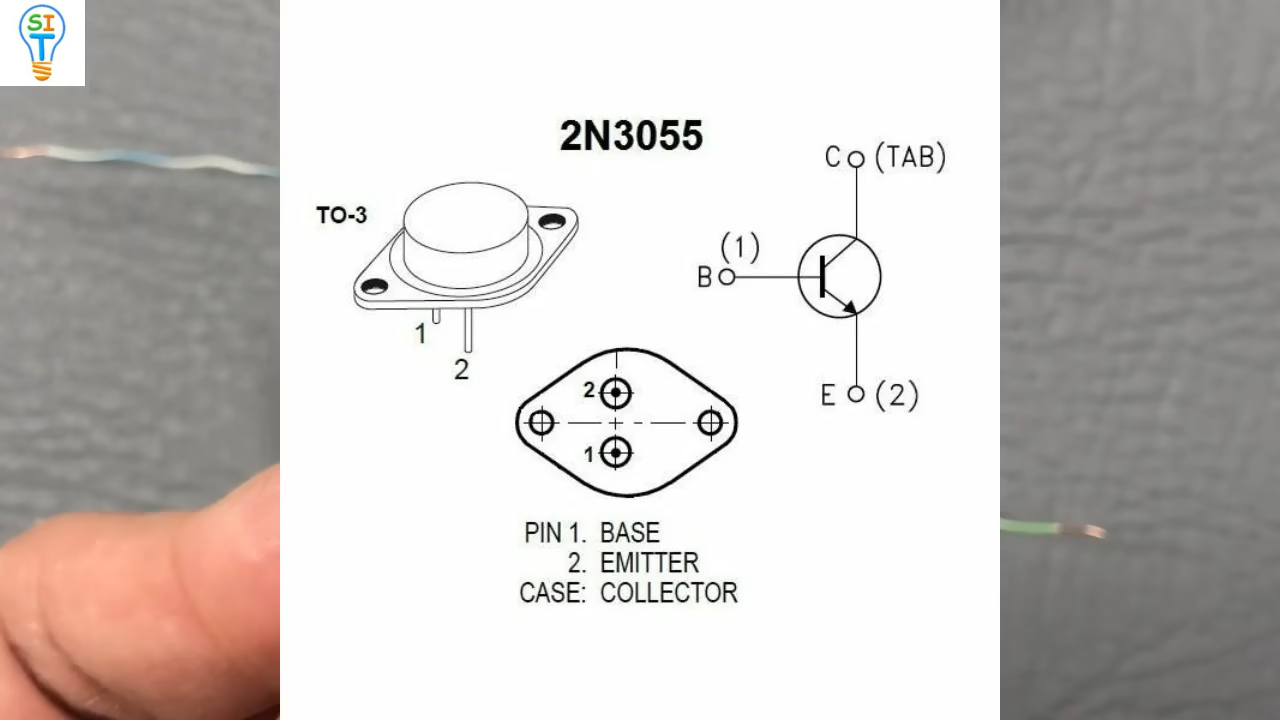 SI
T
2N3055
TO-3
1
2
C (TAB)
(1)
B
E (2)
2
1
PIN 1. BASE
2. EMITTER
CASE: COLLECTOR